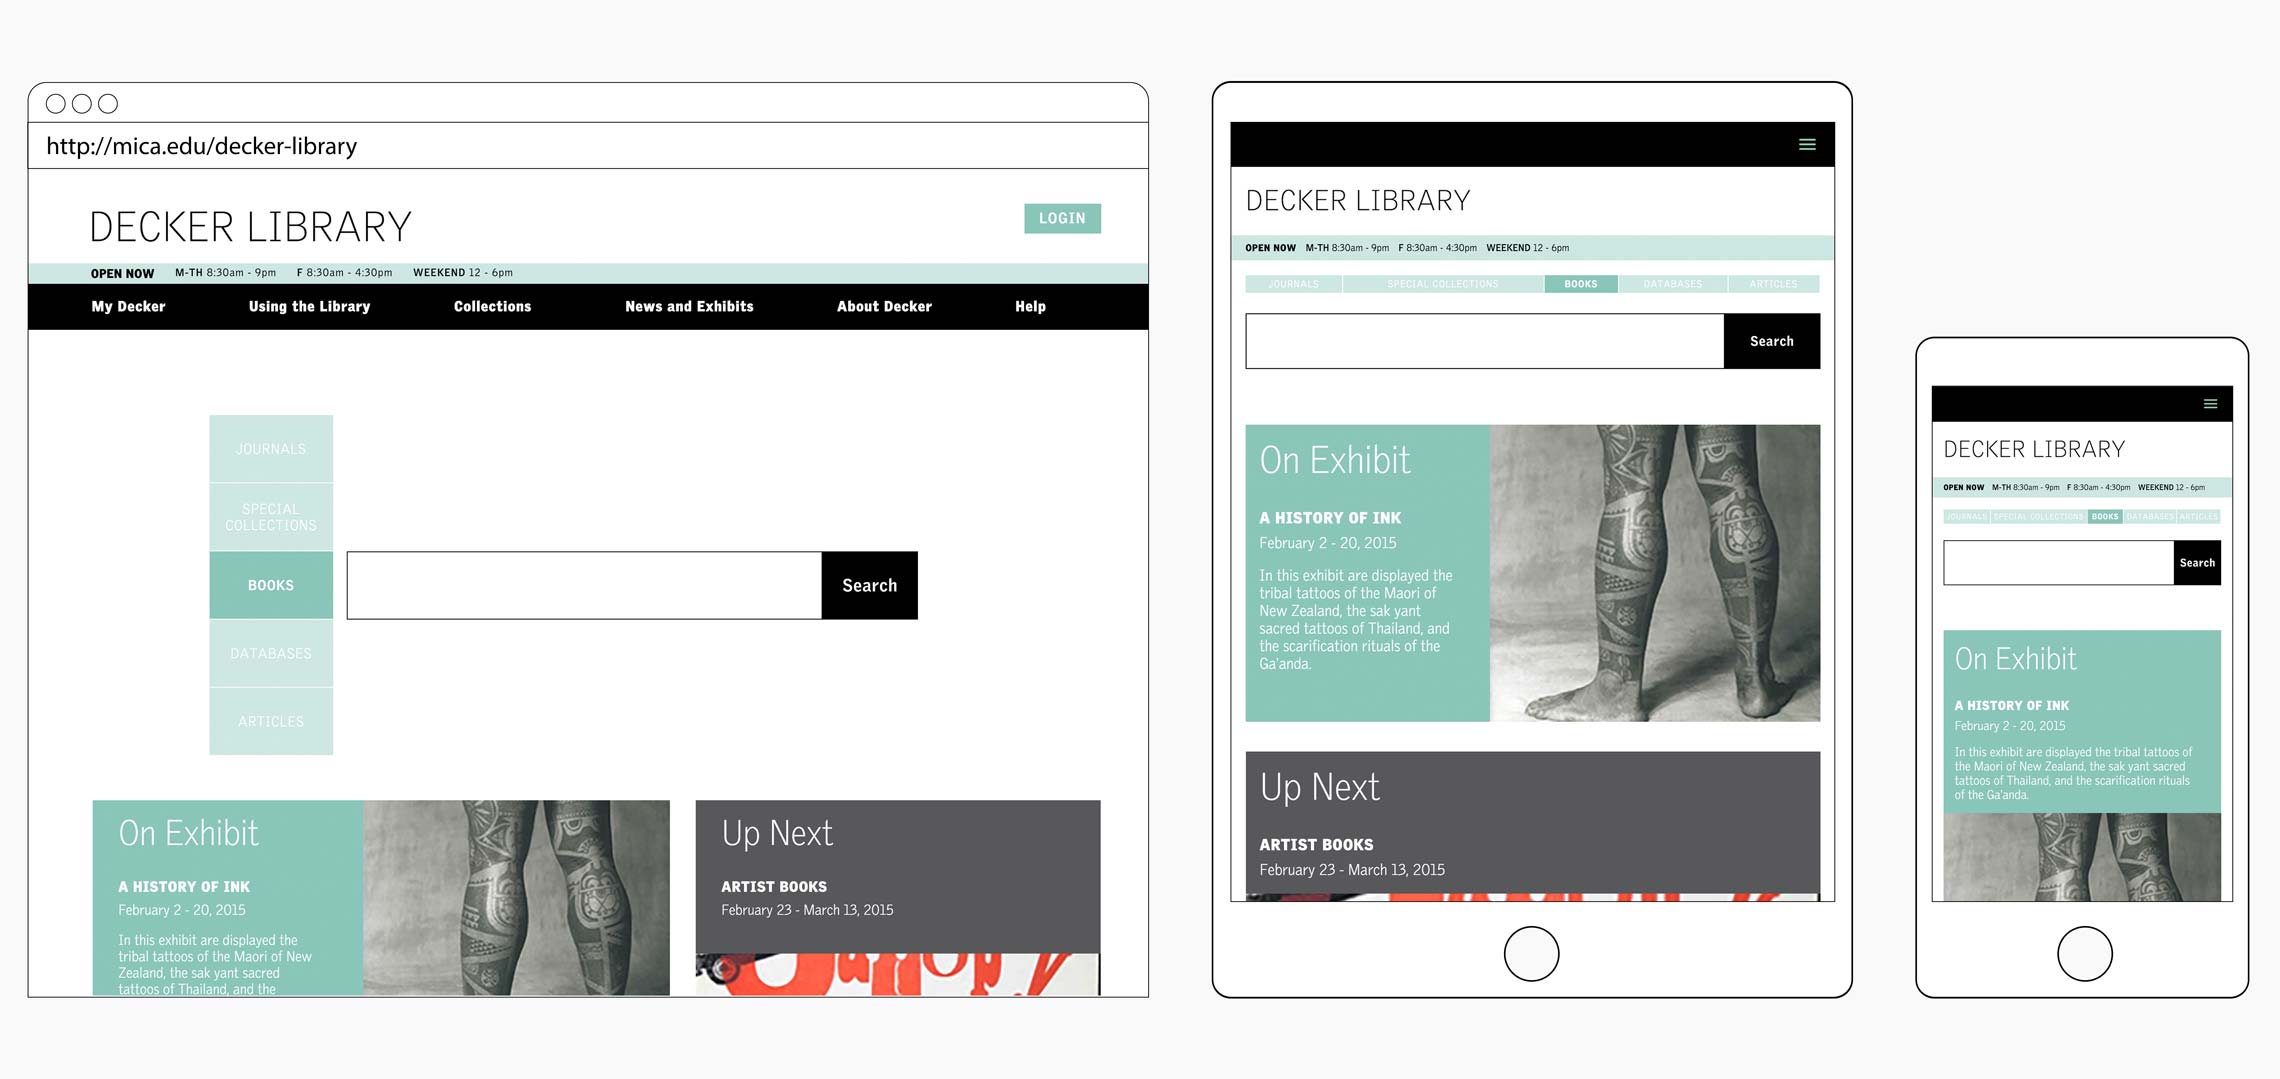 http://mica.edu/decker-library
DECKER LIBRARY
LOGIN
OPEN NOW M-TH 8:30am - 9pm F 8:30am - 4:30pm WEEKEND 12 - 6pm
My Decker Using the Library Collections News and Exhibits About Decker Help
JOURNALS
SPECIAL
COLLECTIONS
BOOKS
Search
DATABASES
ARTICLES
On Exhibit
A HISTORY OF INK
February 2 - 20, 2015
In this exhibit are displayed the
tribal tattoos of the Maori of New
Zealand, the sak yant sacred
tattoos of Thailand, and the
Up Next
ARTIST BOOKS
February 23 - March 13, 2015
DECKER LIBRARY
OPEN NOW M-TH 8:30am - 9pm F 8:30am - 4:30pm WEEKEND 12 - 6pm
JOURNALS SPECIAL COLLECTIONS BOOKS DATABASES ARTICLES
Search
On Exhibit
A HISTORY OF INK
February 2 - 20, 2015
In this exhibit are displayed the
tribal tattoos of the Maori of
New Zealand, the sak yant
sacred tattoos of Thailand, and
the scarification rituals of the
Ga'anda.
Up Next
ARTIST BOOKS
February 23 - March 13, 2015
DECKER LIBRARY
OPEN NOW M-TH 8:30am - 9pm F 8:30am - 4:30pm WEEKEND 12 - 6pm
JOURNALS SPECIAL COLLECTIONS BOOKS DATABASES ARTICLES
Search
On Exhibit
A HISTORY OF INK
February 2 - 20, 2015
In this exhibit are displayed the tribal tattoos of
the Maori of New Zealand, the sak yant sacred
tattoos of Thailand, and the scarification rituals
of the Ga'anda.